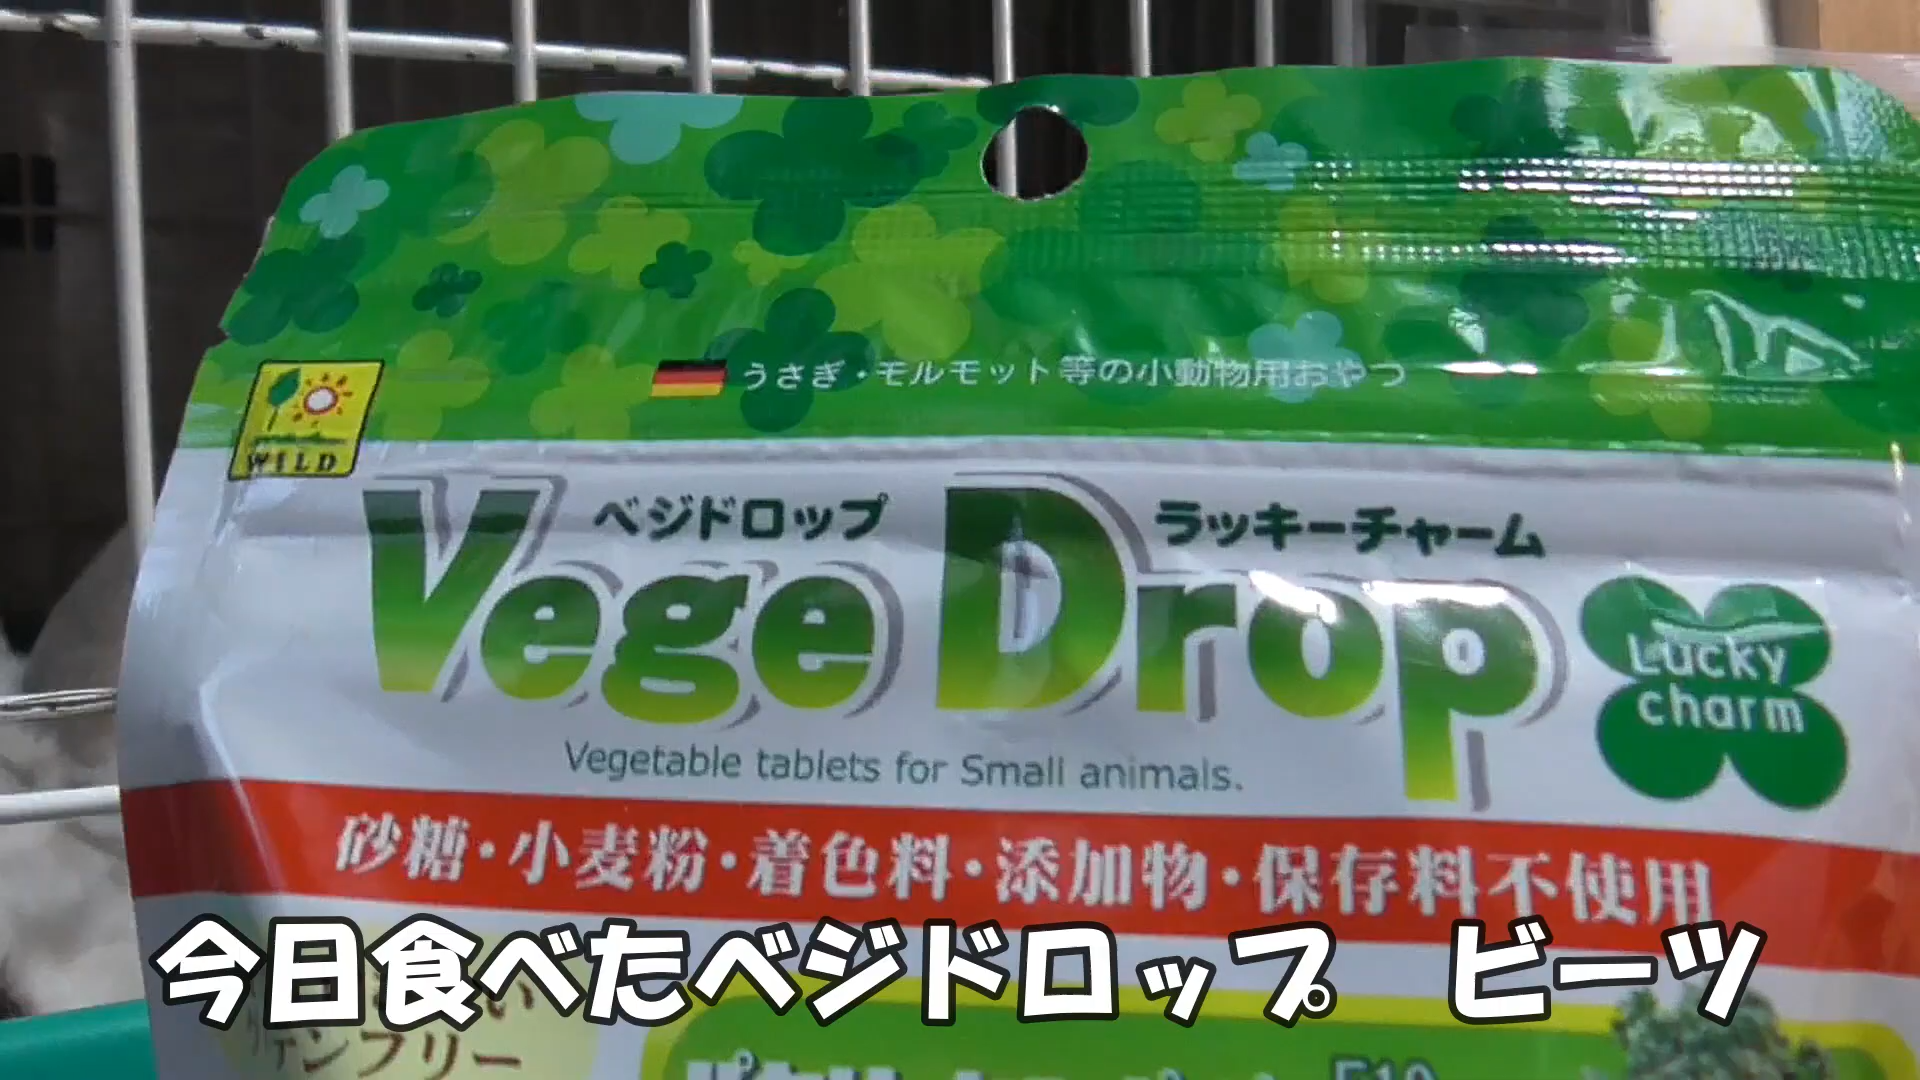 うさぎ・モルモット等の小動物用おやつ
WILD
ベジドロップ ラッキーチャーム
Vege Drop
Lucky charm
Vegetable tablets for Small animals.
砂糖・小麦粉・着色料・添加物・保存料不使用
今日食べたベジドロップ ビーツ